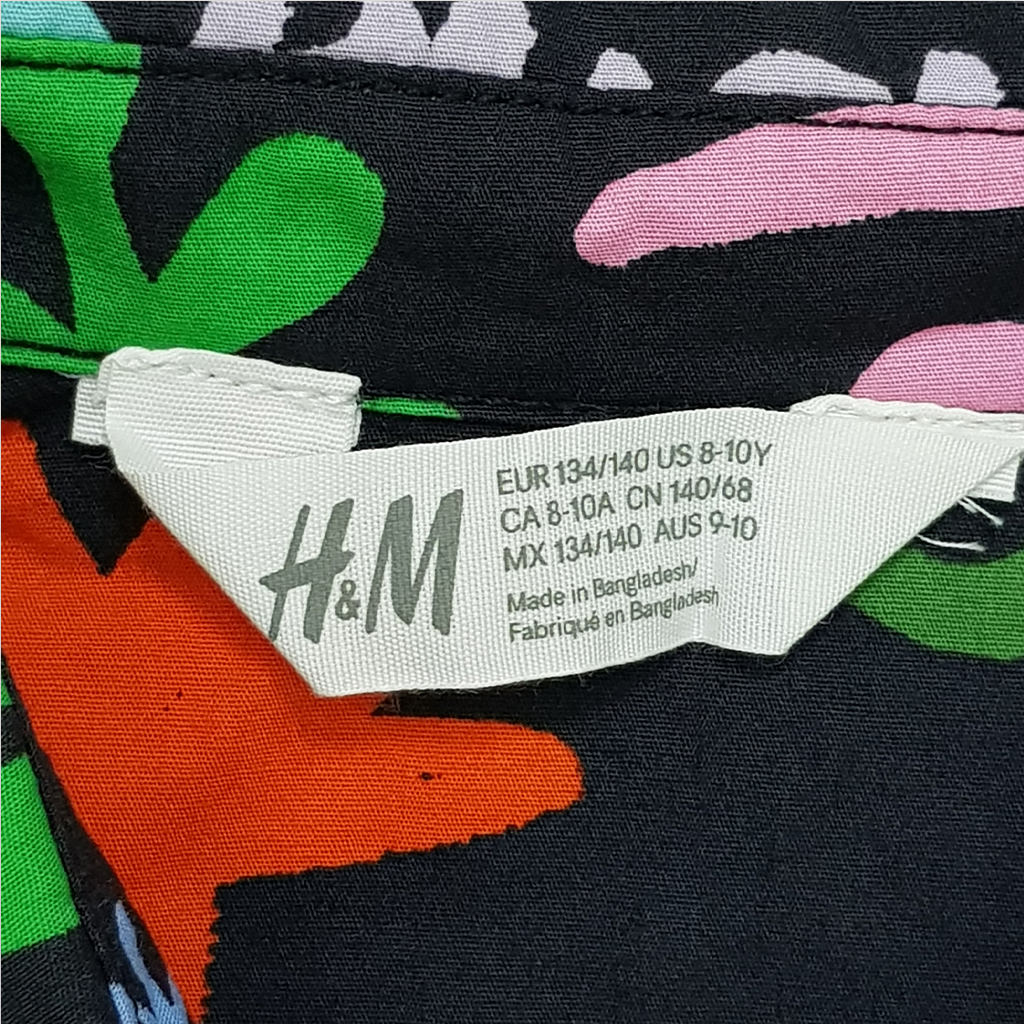 H&M
EUR 134/140 US 8-10Y
CA 8-10A CN 140/68
MX 134/140 AUS 9-10
Made in Bangladesh/
Fabriqué en Bangladesh